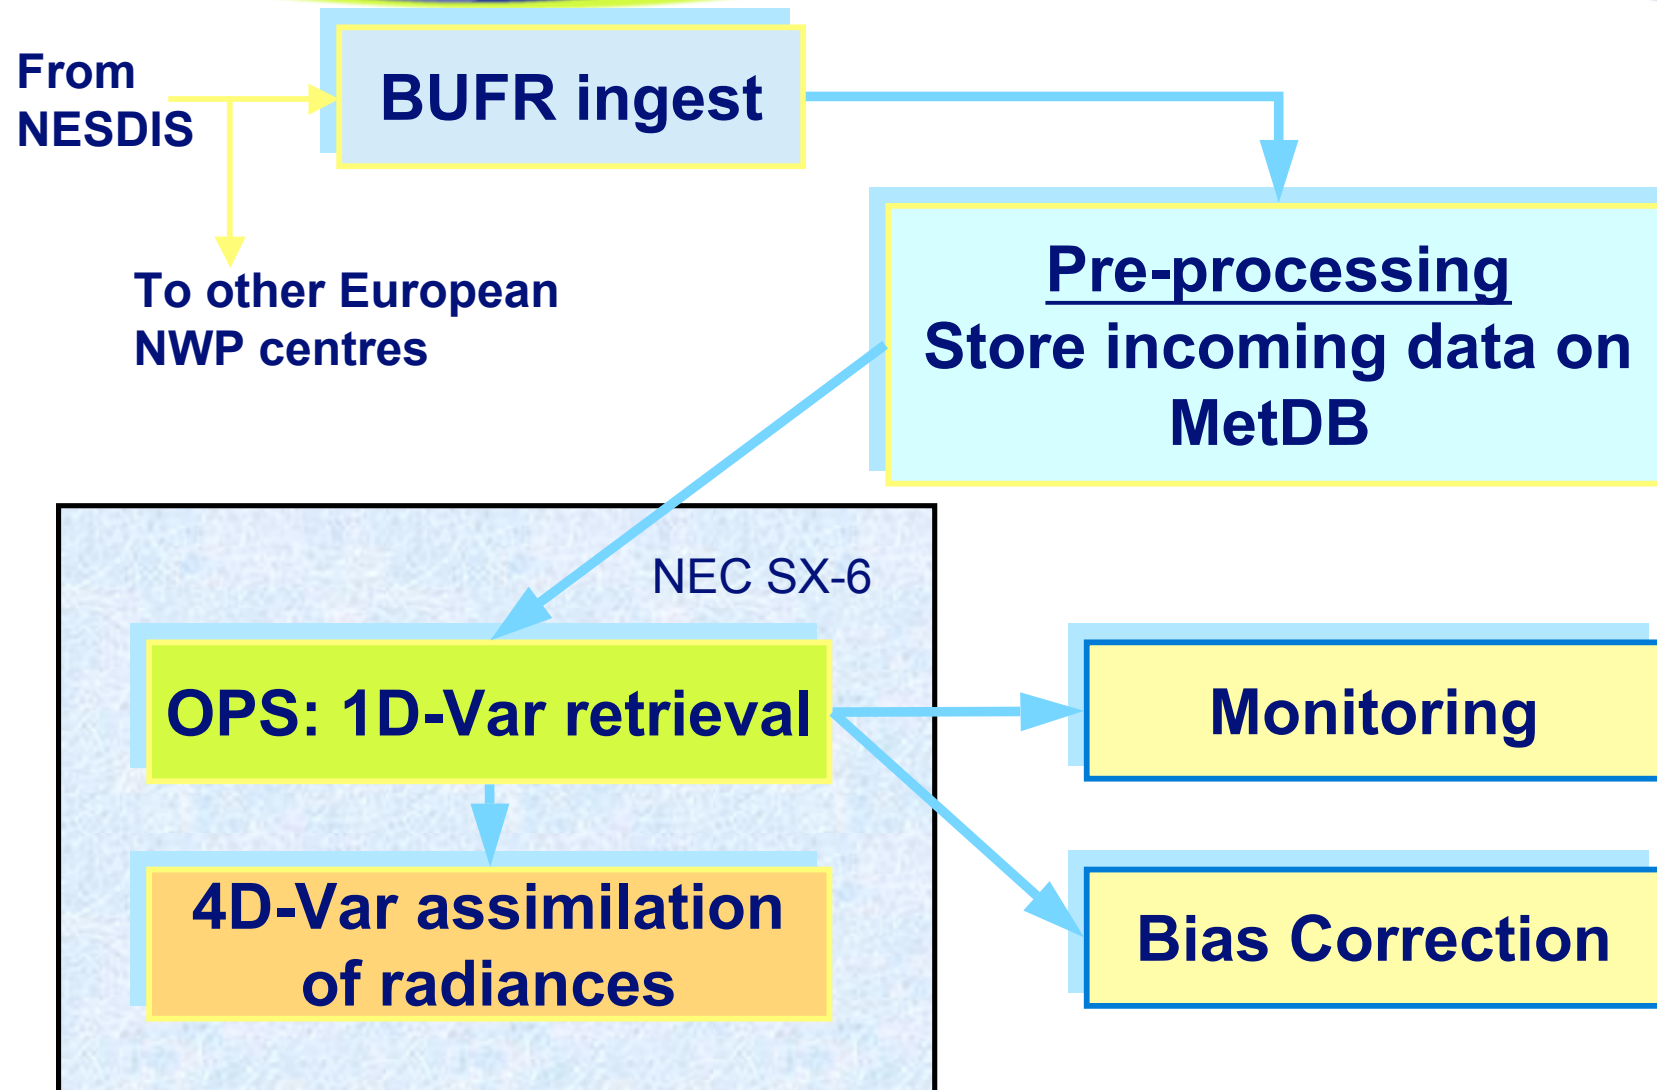 From
NESDIS
BUFR ingest
To other European
NWP centres
Pre-processing
Store incoming data on
MetDB
NEC SX-6
OPS: 1D-Var retrieval
Monitoring
4D-Var assimilation
of radiances
Bias Correction